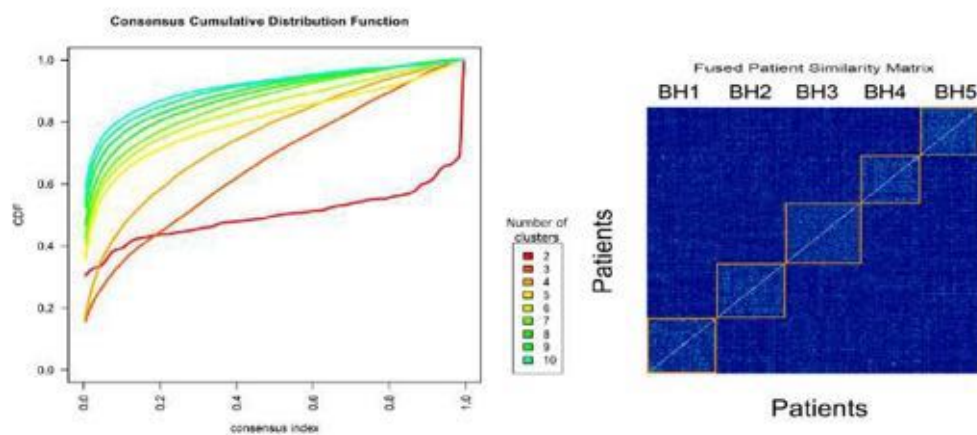 Consensus Cumulative Distribution Function
CDF
1.0
0.8
0.6
0.4
0.2
0.0
0.0 0.2 0.4 0.6 0.8 1.0
consensus index
Number of
clusters
2
3
4
5
6
7
8
9
10
Fused Patient Similarity Matrix
BH1 BH2 BH3 BH4 BH5
Patients
Patients